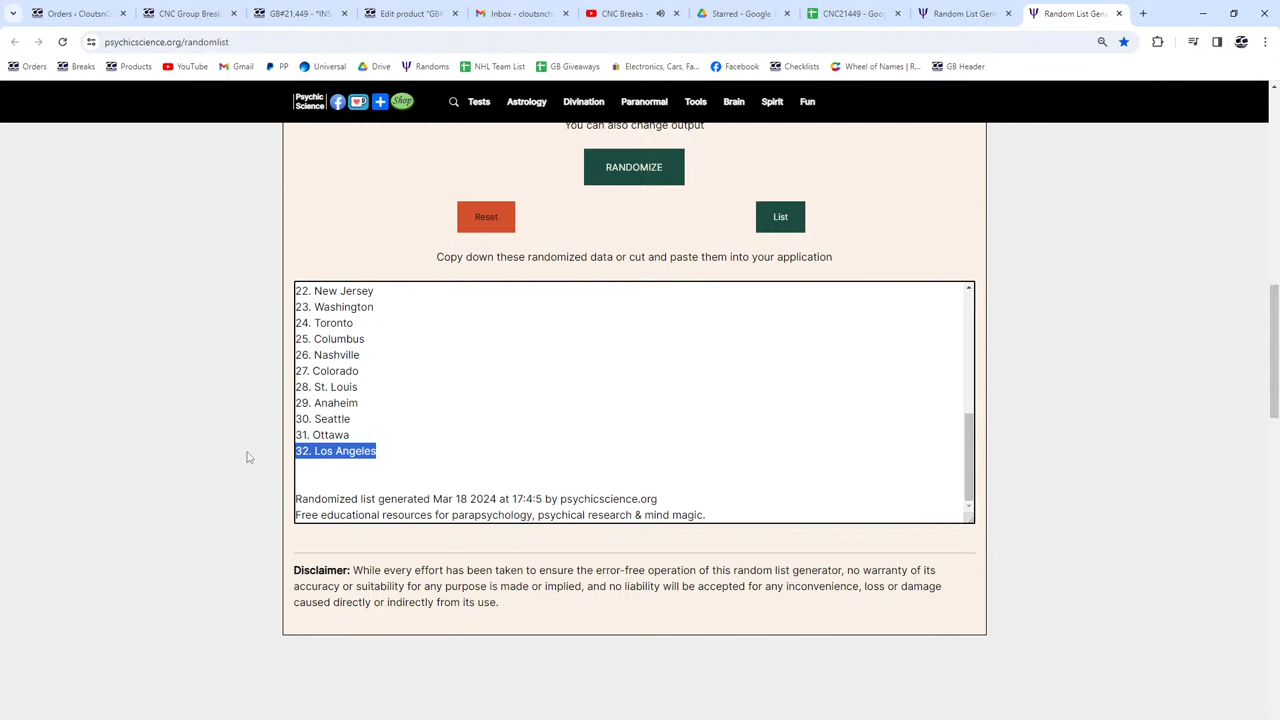 Orders · CloutsnC
CNC Group Break
GB#21,449 - "INS
Edit product "GB#
Inbox - cloutsnch
CNC Breaks -
Starred - Google
CNC21449 - Goo
Random List Gene
Random List Gene
psychicscience.org/randomlist
Orders
Breaks
Products
YouTube
Gmail
PP
Universal
Drive
Randoms
NHL Team List
GB Giveaways
Electronics, Cars, Fa...
Facebook
Checklists
Wheel of Names | R...
GB Header
Psychic
Science
Shop
Tests
Astrology
Divination
Paranormal
Tools
Brain
Spirit
Fun
You can also change output
RANDOMIZE
Reset
List
Copy down these randomized data or cut and paste them into your application
22. New Jersey
23. Washington
24. Toronto
25. Columbus
26. Nashville
27. Colorado
28. St. Louis
29. Anaheim
30. Seattle
31. Ottawa
32. Los Angeles
Randomized list generated Mar 18 2024 at 17:4:5 by psychicscience.org
Free educational resources for parapsychology, psychical research & mind magic.
Disclaimer: While every effort has been taken to ensure the error-free operation of this random list generator, no warranty of its
accuracy or suitability for any purpose is made or implied, and no liability will be accepted for any inconvenience, loss or damage
caused directly or indirectly from its use.